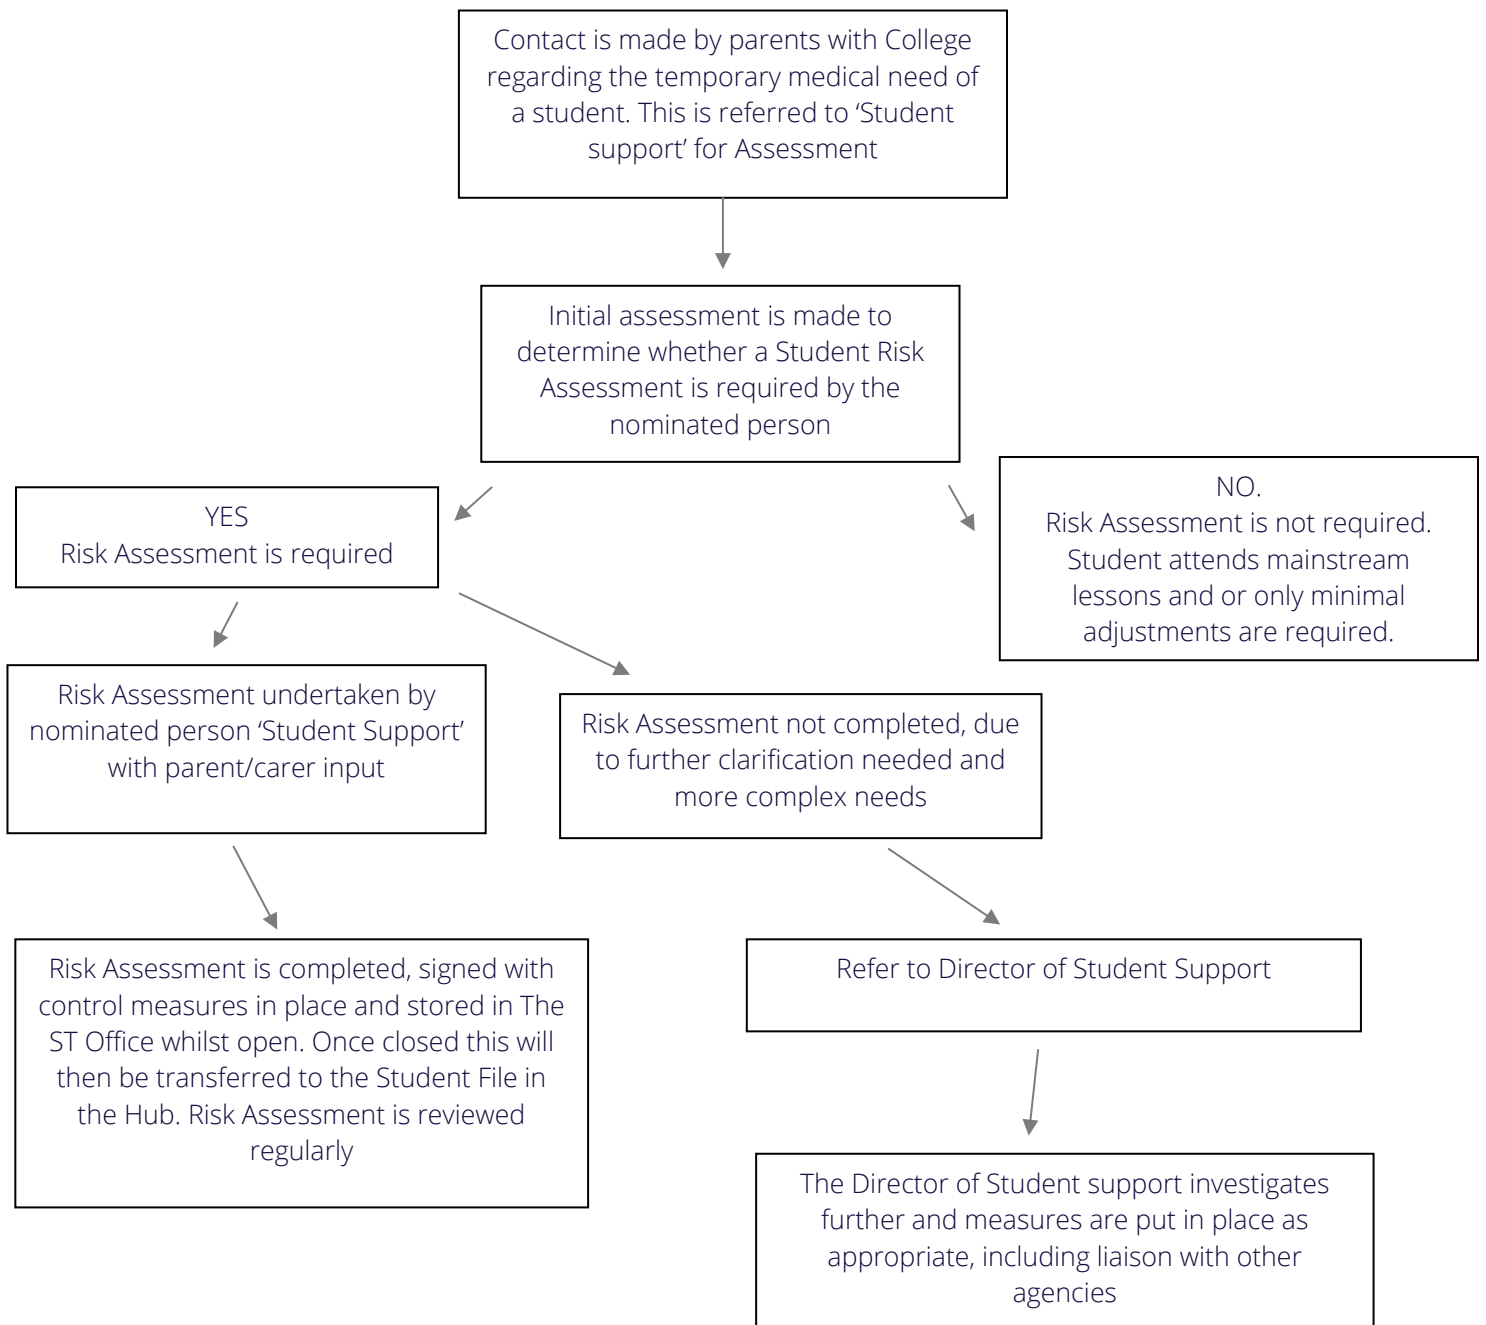 Contact is made by parents with College
regarding the temporary medical need of
a student. This is referred to ‘Student
support’ for Assessment
Initial assessment is made to
determine whether a Student Risk
Assessment is required by the
nominated person
YES
Risk Assessment is required
NO.
Risk Assessment is not required.
Student attends mainstream
lessons and or only minimal
adjustments are required.
Risk Assessment undertaken by
nominated person ‘Student Support’
with parent/carer input
Risk Assessment not completed, due
to further clarification needed and
more complex needs
Risk Assessment is completed, signed with
control measures in place and stored in The
ST Office whilst open. Once closed this will
then be transferred to the Student File in
the Hub. Risk Assessment is reviewed
regularly
Refer to Director of Student Support
The Director of Student support investigates
further and measures are put in place as
appropriate, including liaison with other
agencies